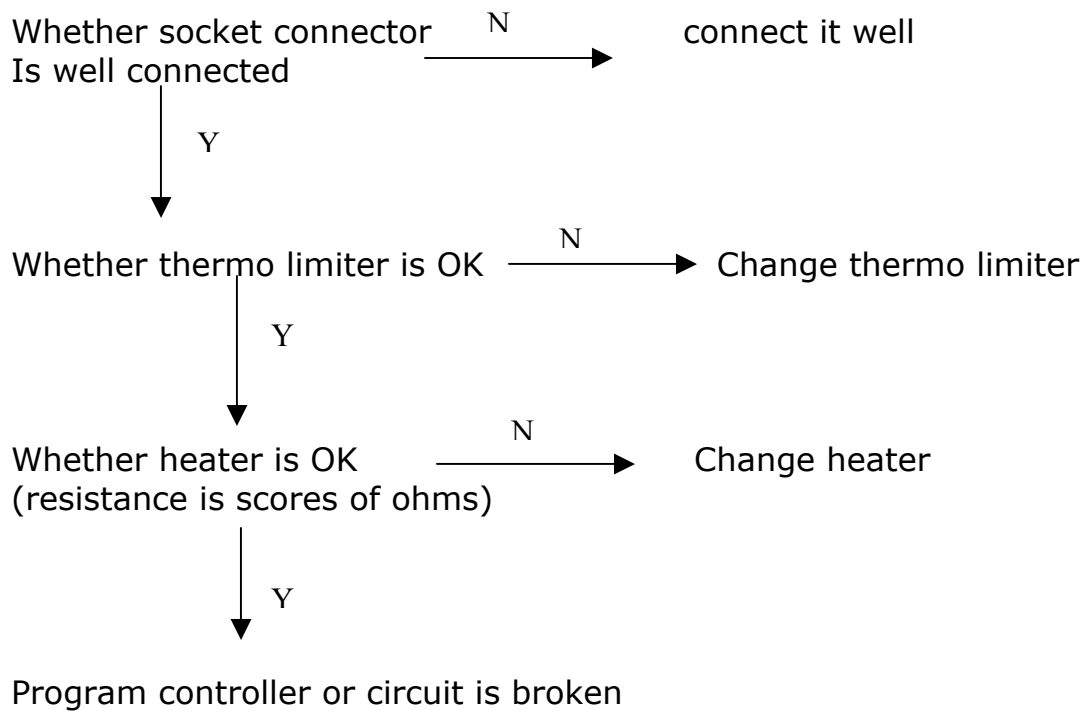 Whether socket connector N connect it well
Is well connected
Y
Whether thermo limiter is OK N Change thermo limiter
Y
Whether heater is OK N Change heater
(resistance is scores of ohms)
Y
Program controller or circuit is broken